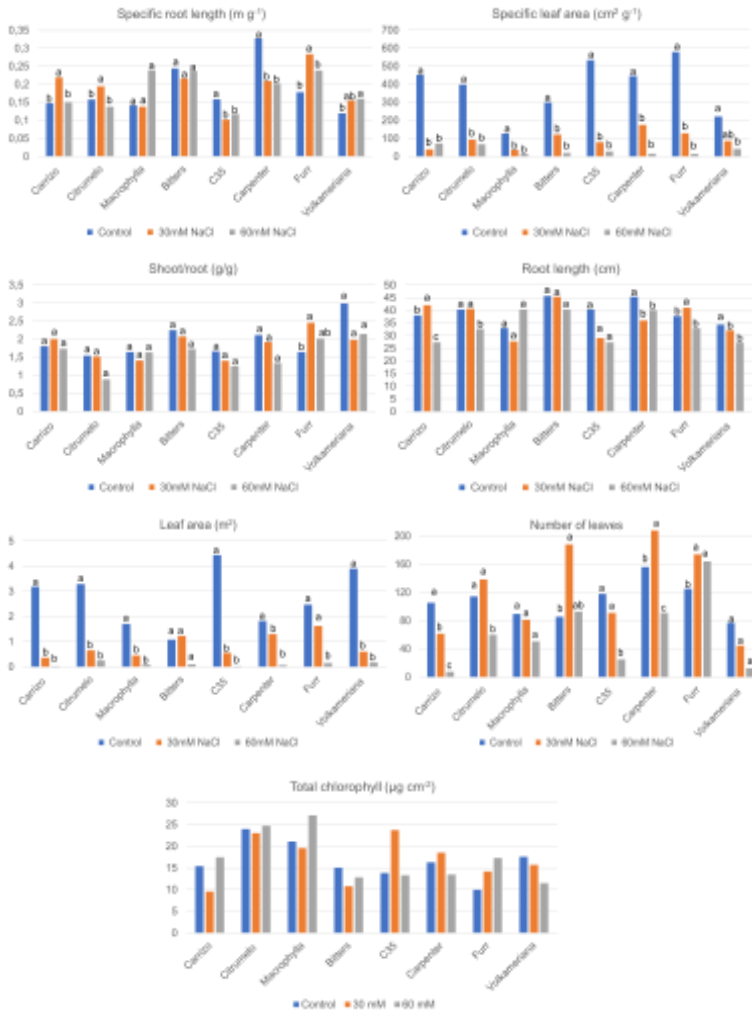 Specific root length (m g⁻¹)
0,35
0,3
0,25
0,2
0,15
0,1
0,05
0
b a b
b a b
a a a
a a a
a b b
a b b
b a a
b ab a
Carrizo Citrumelo Macrophylla Bitters C35 Carpenter Furr Volkameriana
Control 30mM NaCl 60mM NaCl
Specific leaf area (cm² g⁻¹)
700
600
500
400
300
200
100
0
a b b
a b b
a b b
a b b
a b b
a b b
a b b
a ab b
Carrizo Citrumelo Macrophylla Bitters C35 Carpenter Furr Volkameriana
Control 30mM NaCl 60mM NaCl
Shoot/root (g/g)
3,5
3
2,5
2
1,5
1
0,5
0
a a a
a a a
a a a
a a a
a a a
a a a
b a ab
a a a
Carrizo Citrumelo Macrophylla Bitters C35 Carpenter Furr Volkameriana
Control 30mM NaCl 60mM NaCl
Root length (cm)
50
45
40
35
30
25
20
15
10
5
0
b a c
a a b
a a a
a a a
a a a
a b a
b a b
a a b
Carrizo Citrumelo Macrophylla Bitters C35 Carpenter Furr Volkameriana
Control 30mM NaCl 60mM NaCl
Leaf area (m²)
5
4
3
2
1
0
a b b
a b b
a b b
a a a
a b b
a b b
a a b
a b b
Carrizo Citrumelo Macrophylla Bitters C35 Carpenter Furr Volkameriana
Control 30mM NaCl 60mM NaCl
Number of leaves
200
160
120
80
40
0
a b c
a a b
a a a
b a ab
a a b
b a b
b a a
a a a
Carrizo Citrumelo Macrophylla Bitters C35 Carpenter Furr Volkameriana
Control 30mM NaCl 60mM NaCl
Total chlorophyll (µg cm⁻²)
30
25
20
15
10
5
0
Carrizo Citrumelo Macrophylla Bitters C35 Carpenter Furr Volkameriana
Control 30 mM 60 mM